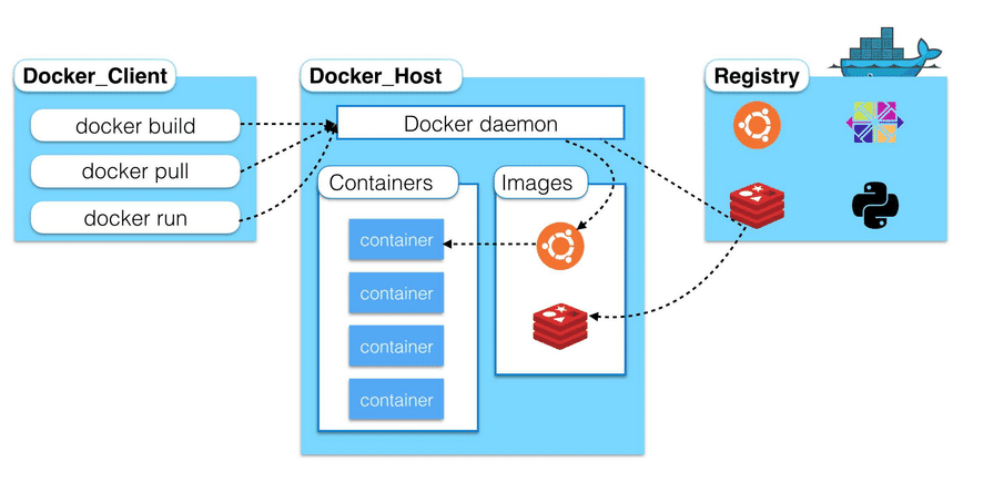 Docker_Client
docker build
docker pull
docker run
Docker_Host
Docker daemon
Containers
container
container
container
container
Images
Registry